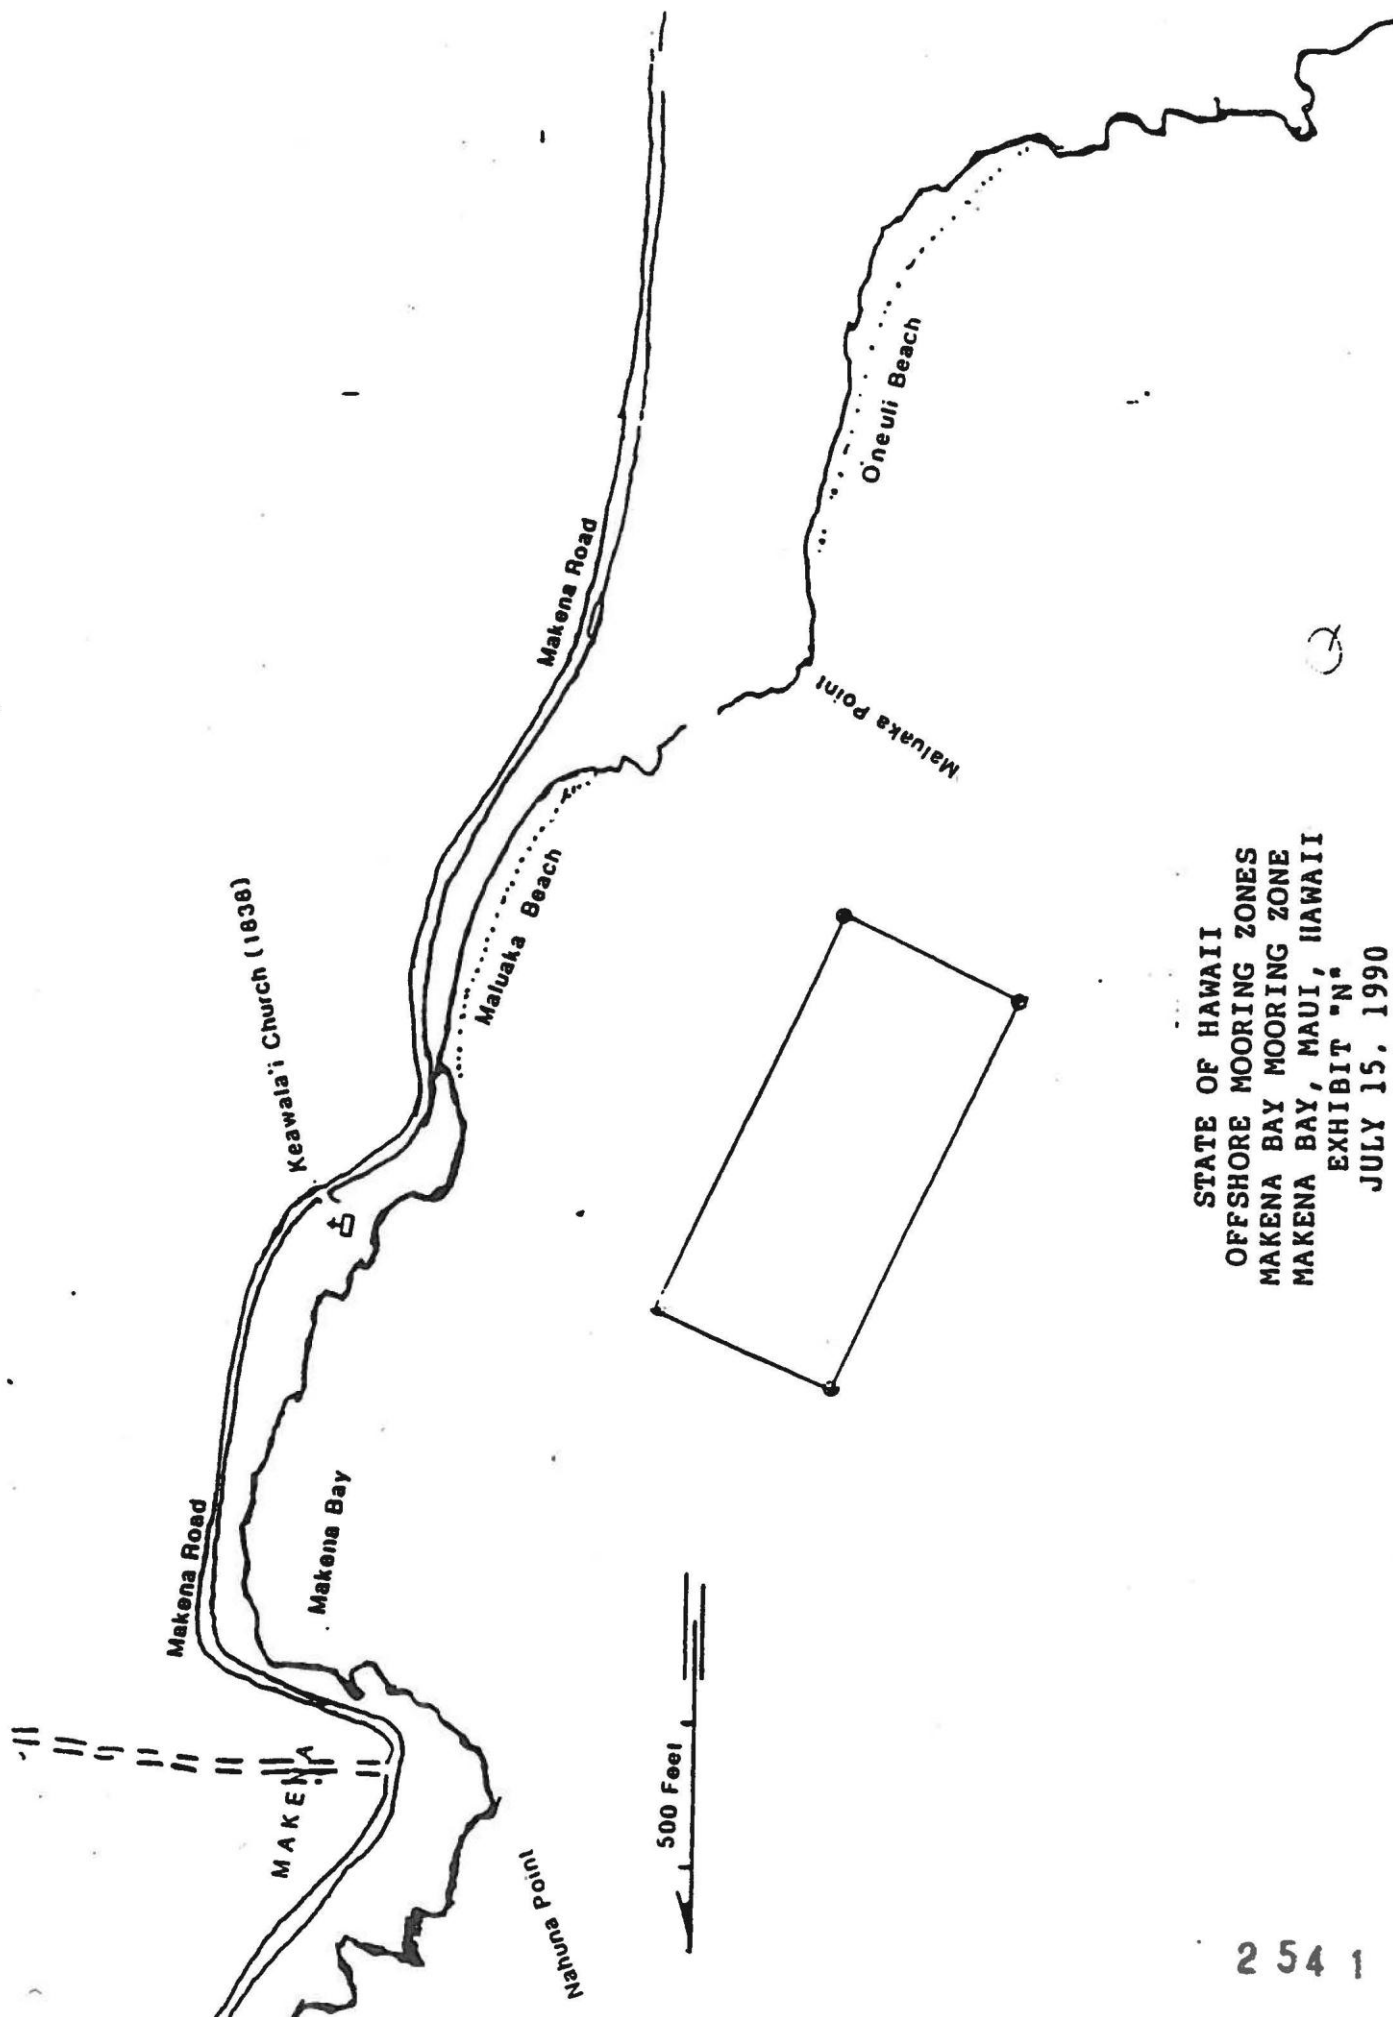 Makena Road
Oneuli Beach
Makena Road
Maluaka Point
Keawala'i Church (1838)
Maluaka Beach
Makena Road
Makena Bay
MAKENA
500 Feet
Nahuna Point
STATE OF HAWAII
OFFSHORE MOORING ZONES
MAKENA BAY MOORING ZONE
MAKENA BAY, MAUI, HAWAII
EXHIBIT "N"
JULY 15, 1990
2541